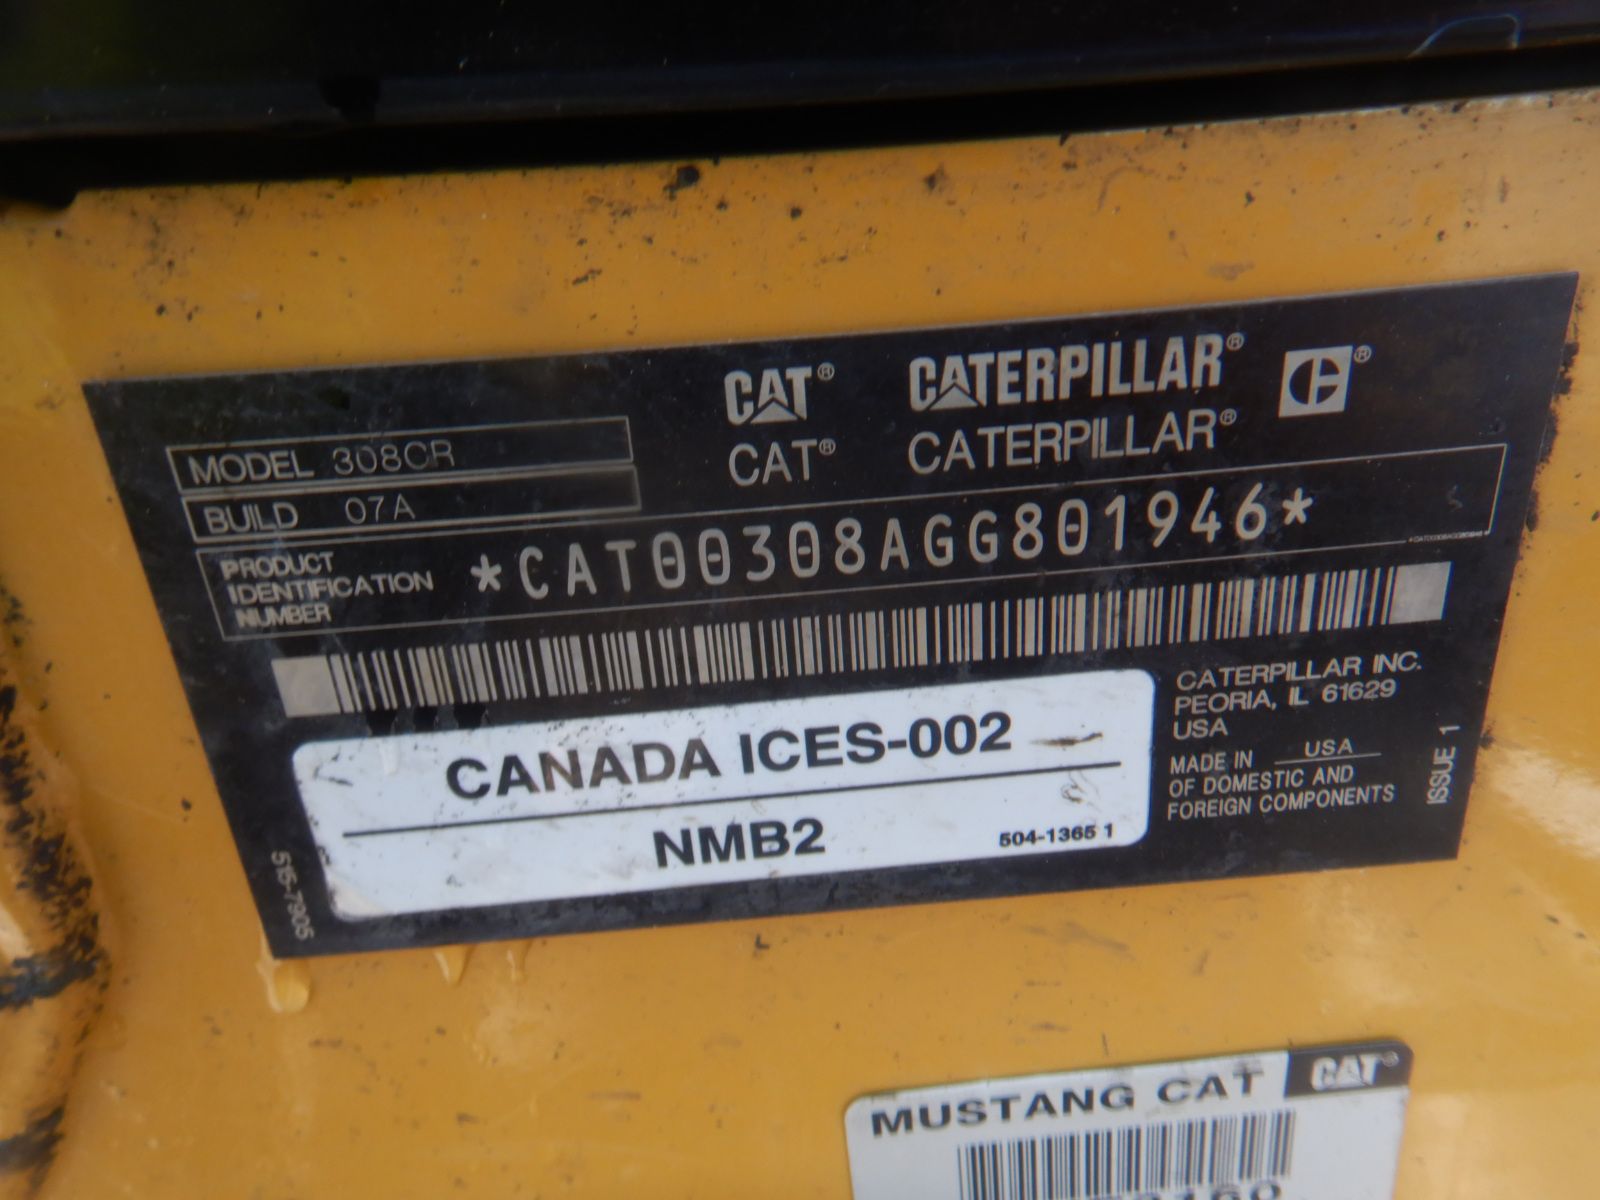 CAT® CATERPILLAR®
CAT® CATERPILLAR®
MODEL 308CR
BUILD 07A
PRODUCT
IDENTIFICATION
NUMBER
*CAT00308AGG801946*
CATERPILLAR INC.
PEORIA, IL 61629
USA
MADE IN USA
OF DOMESTIC AND
FOREIGN COMPONENTS
ISSUE 1
CANADA ICES-002
NMB2
504-1365 1
515-7905
MUSTANG CAT
CAT®